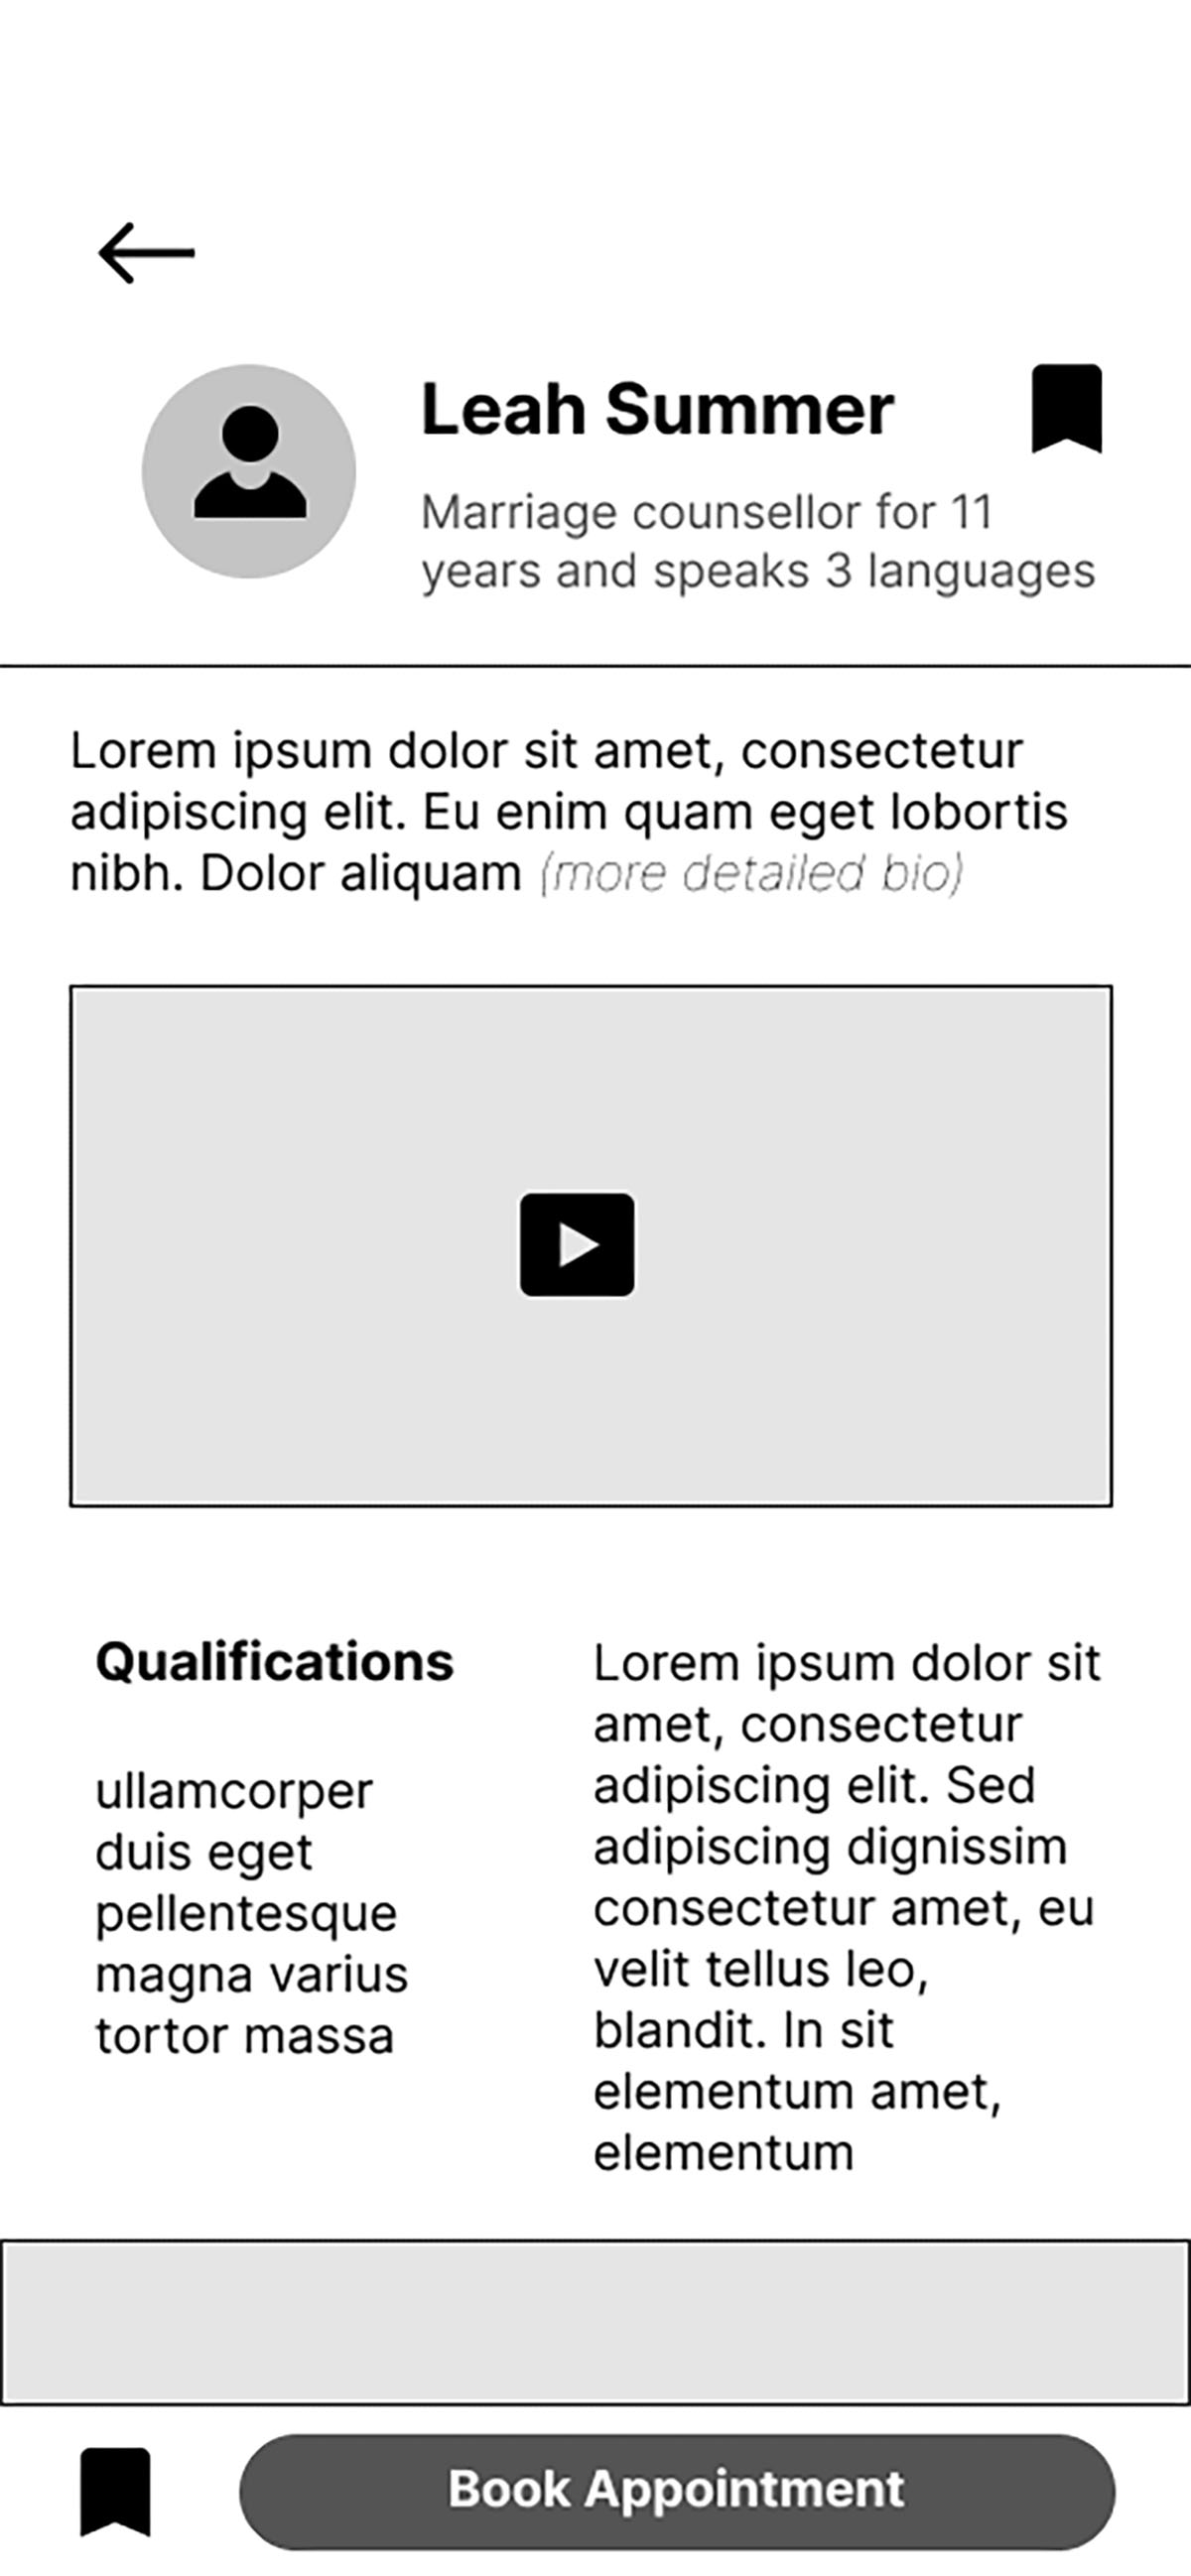 Leah Summer
Marriage counsellor for 11
years and speaks 3 languages
Lorem ipsum dolor sit amet, consectetur
adipiscing elit. Eu enim quam eget lobortis
nibh. Dolor aliquam (more detailed bio)
Qualifications
ullamcorper
duis eget
pellentesque
magna varius
tortor massa
Lorem ipsum dolor sit
amet, consectetur
adipiscing elit. Sed
adipiscing dignissim
consectetur amet, eu
velit tellus leo,
blandit. In sit
elementum amet,
elementum
Book Appointment